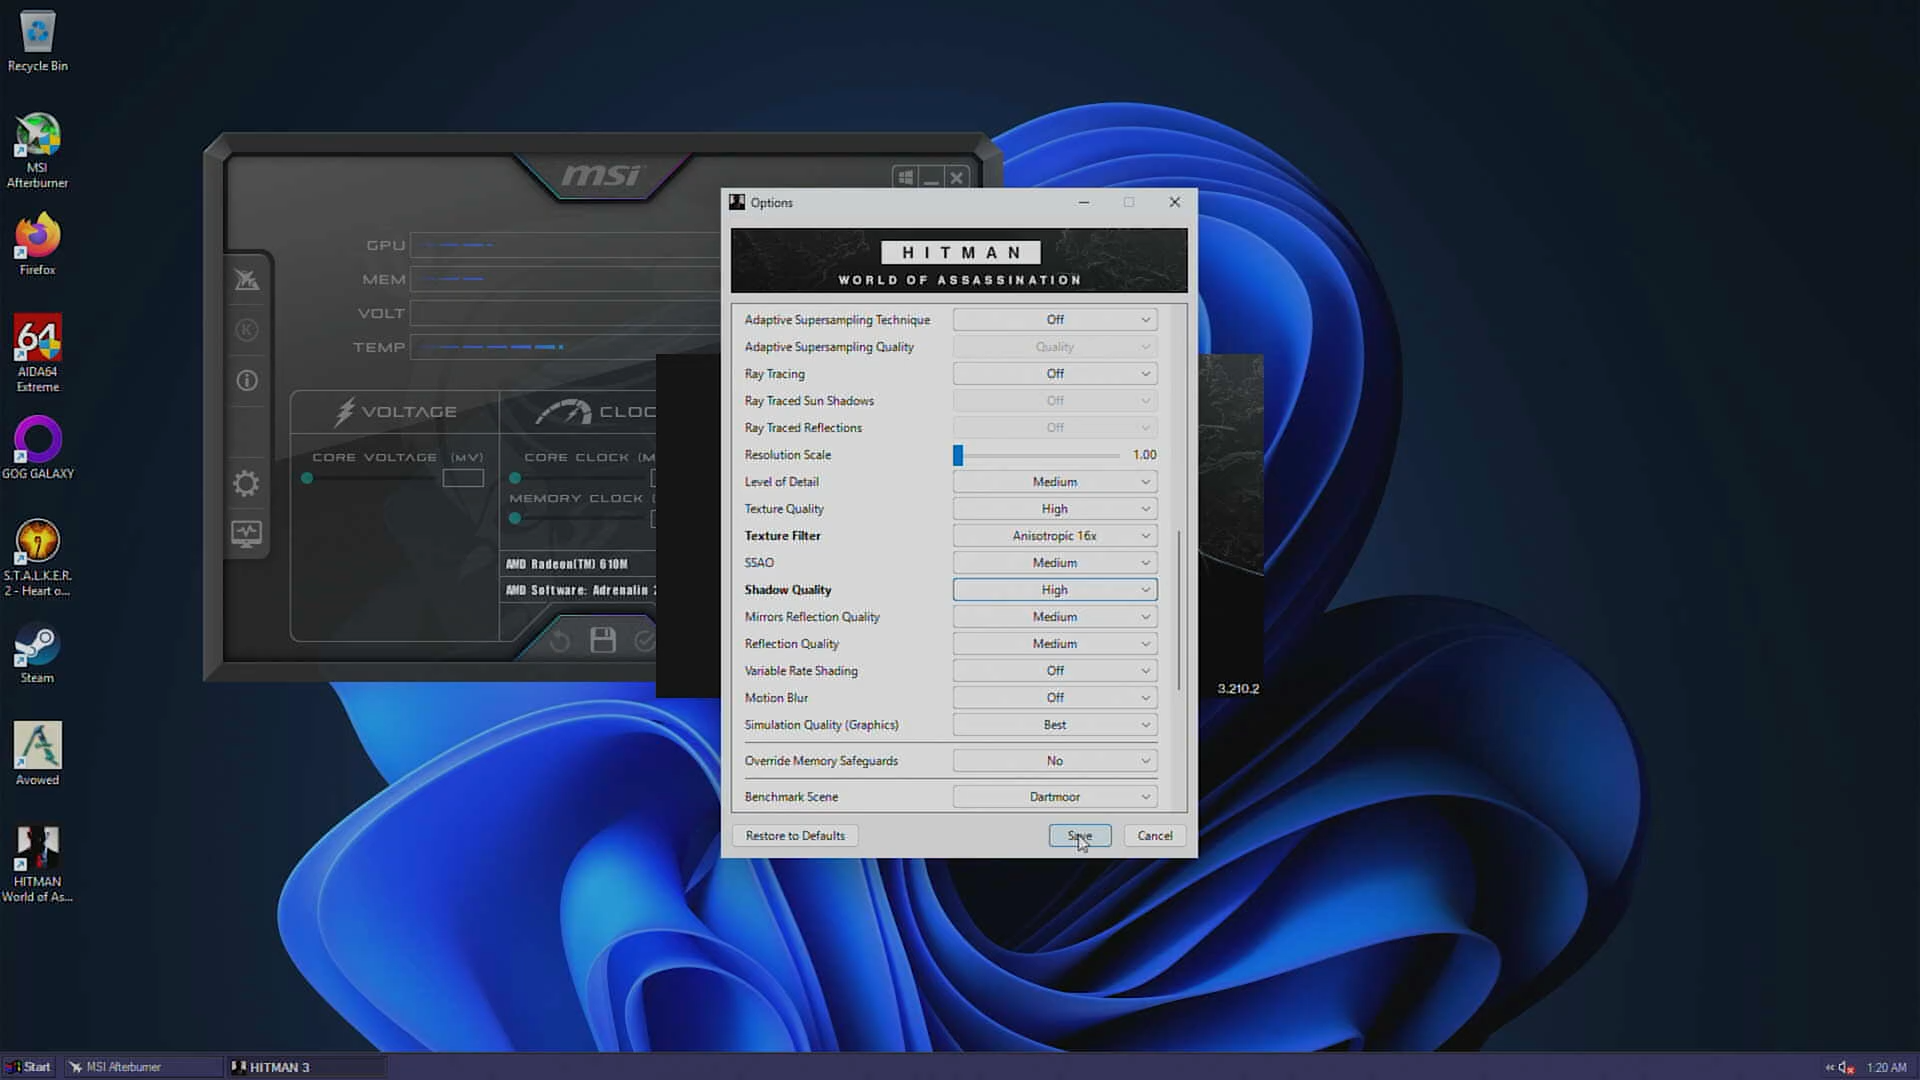 Recycle Bin
MSI
Afterburner
Firefox
64
AIDA64
Extreme
GOG GALAXY
S.T.A.L.K.E.R.
2 - Heart o...
Steam
Avowed
HITMAN
World of As...
msi
GPU
MEM
VOLT
TEMP
K
VOLTAGE
CLOC
CORE VOLTAGE (MV)
CORE CLOCK (M
MEMORY CLOCK (
AMD Radeon(TM) 610M
AMD Software: Adrenalin 2
Options
HITMAN
WORLD OF ASSASSINATION
Adaptive Supersampling Technique Off
Adaptive Supersampling Quality Quality
Ray Tracing Off
Ray Traced Sun Shadows Off
Ray Traced Reflections Off
Resolution Scale 1.00
Level of Detail Medium
Texture Quality High
Texture Filter Anisotropic 16x
SSAO Medium
Shadow Quality High
Mirrors Reflection Quality Medium
Reflection Quality Medium
Variable Rate Shading Off
Motion Blur Off
Simulation Quality (Graphics) Best
Override Memory Safeguards No
Benchmark Scene Dartmoor
Restore to Defaults Save Cancel
3.210.2
Start MSI Afterburner HITMAN 3 1:20 AM